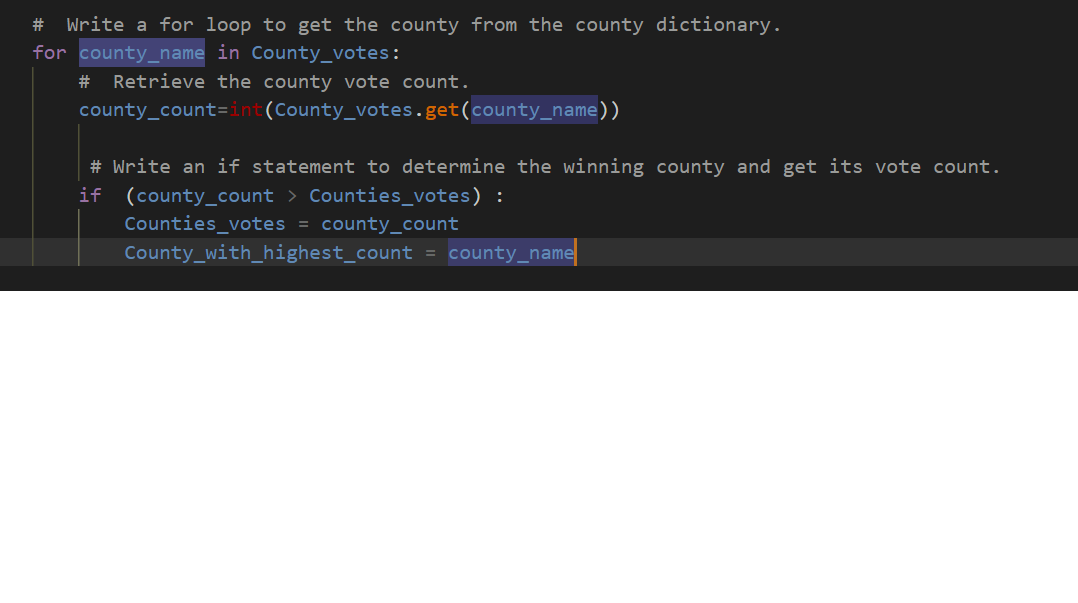 #  Write a for loop to get the county from the county dictionary.
for county_name in County_votes:
    #  Retrieve the county vote count.
    county_count=int(County_votes.get(county_name))
     # Write an if statement to determine the winning county and get its vote count.
    if  (county_count > Counties_votes) :
        Counties_votes = county_count
        County_with_highest_count = county_name